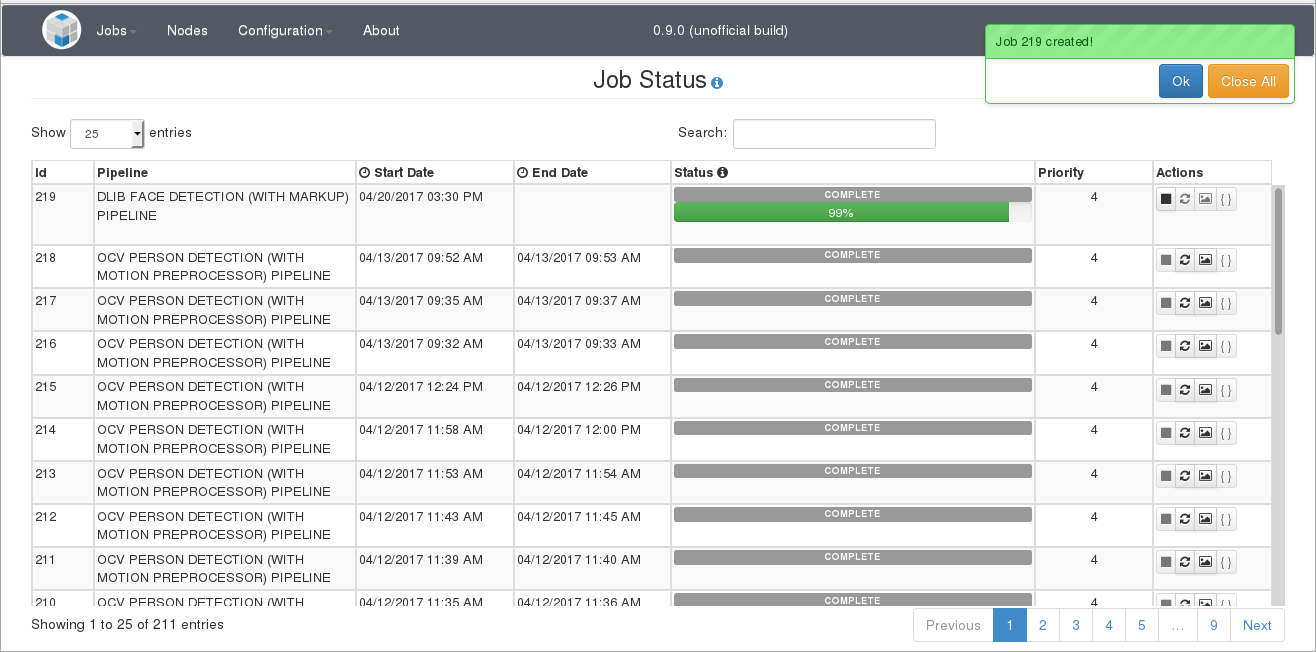 Jobs Nodes Configuration About 0.9.0 (unofficial build)
Job 219 created!
Ok Close All
Job Status
Show 25 entries Search:
Id Pipeline Start Date End Date Status Priority Actions
219 DLIB FACE DETECTION (WITH MARKUP) 04/20/2017 03:30 PM COMPLETE 4 { }
PIPELINE 99%
218 OCV PERSON DETECTION (WITH 04/13/2017 09:52 AM 04/13/2017 09:53 AM COMPLETE 4 { }
MOTION PREPROCESSOR) PIPELINE
217 OCV PERSON DETECTION (WITH 04/13/2017 09:35 AM 04/13/2017 09:37 AM COMPLETE 4 { }
MOTION PREPROCESSOR) PIPELINE
216 OCV PERSON DETECTION (WITH 04/13/2017 09:32 AM 04/13/2017 09:33 AM COMPLETE 4 { }
MOTION PREPROCESSOR) PIPELINE
215 OCV PERSON DETECTION (WITH 04/12/2017 12:24 PM 04/12/2017 12:26 PM COMPLETE 4 { }
MOTION PREPROCESSOR) PIPELINE
214 OCV PERSON DETECTION (WITH 04/12/2017 11:58 AM 04/12/2017 12:00 PM COMPLETE 4 { }
MOTION PREPROCESSOR) PIPELINE
213 OCV PERSON DETECTION (WITH 04/12/2017 11:53 AM 04/12/2017 11:54 AM COMPLETE 4 { }
MOTION PREPROCESSOR) PIPELINE
212 OCV PERSON DETECTION (WITH 04/12/2017 11:43 AM 04/12/2017 11:45 AM COMPLETE 4 { }
MOTION PREPROCESSOR) PIPELINE
211 OCV PERSON DETECTION (WITH 04/12/2017 11:39 AM 04/12/2017 11:40 AM COMPLETE 4 { }
MOTION PREPROCESSOR) PIPELINE
210 OCV PERSON DETECTION (WITH 04/12/2017 11:35 AM 04/12/2017 11:36 AM COMPLETE 4 { }
Showing 1 to 25 of 211 entries Previous 1 2 3 4 5 … 9 Next